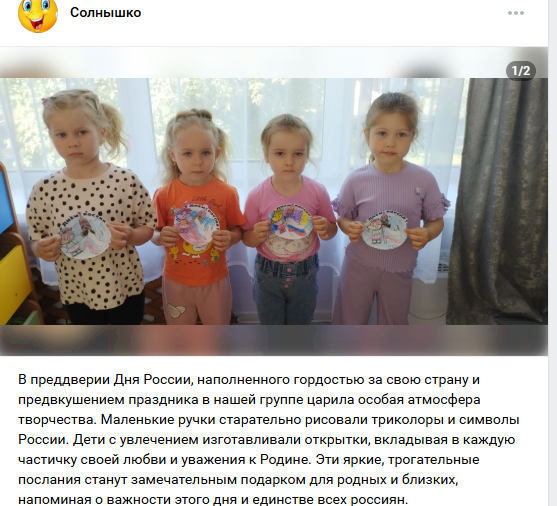 Солнышко
1/2
В преддверии Дня России, наполненного гордостью за свою страну и
предвкушением праздника в нашей группе царила особая атмосфера
творчества. Маленькие ручки старательно рисовали триколоры и символы
России. Дети с увлечением изготавливали открытки, вкладывая в каждую
частичку своей любви и уважения к Родине. Эти яркие, трогательные
послания станут замечательным подарком для родных и близких,
напоминая о важности этого дня и единстве всех россиян.